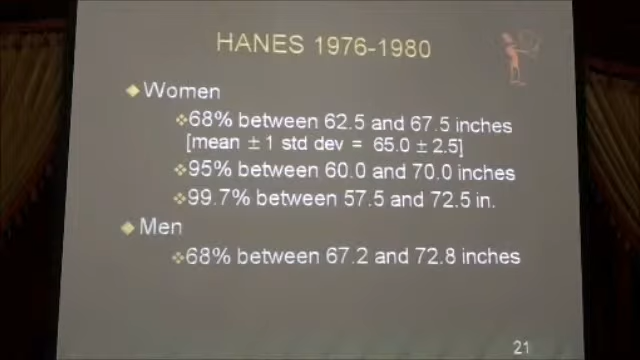 HANES 1976-1980
Women
68% between 62.5 and 67.5 inches
[mean ± 1 std dev = 65.0 ± 2.5]
95% between 60.0 and 70.0 inches
99.7% between 57.5 and 72.5 in.
Men
68% between 67.2 and 72.8 inches
21